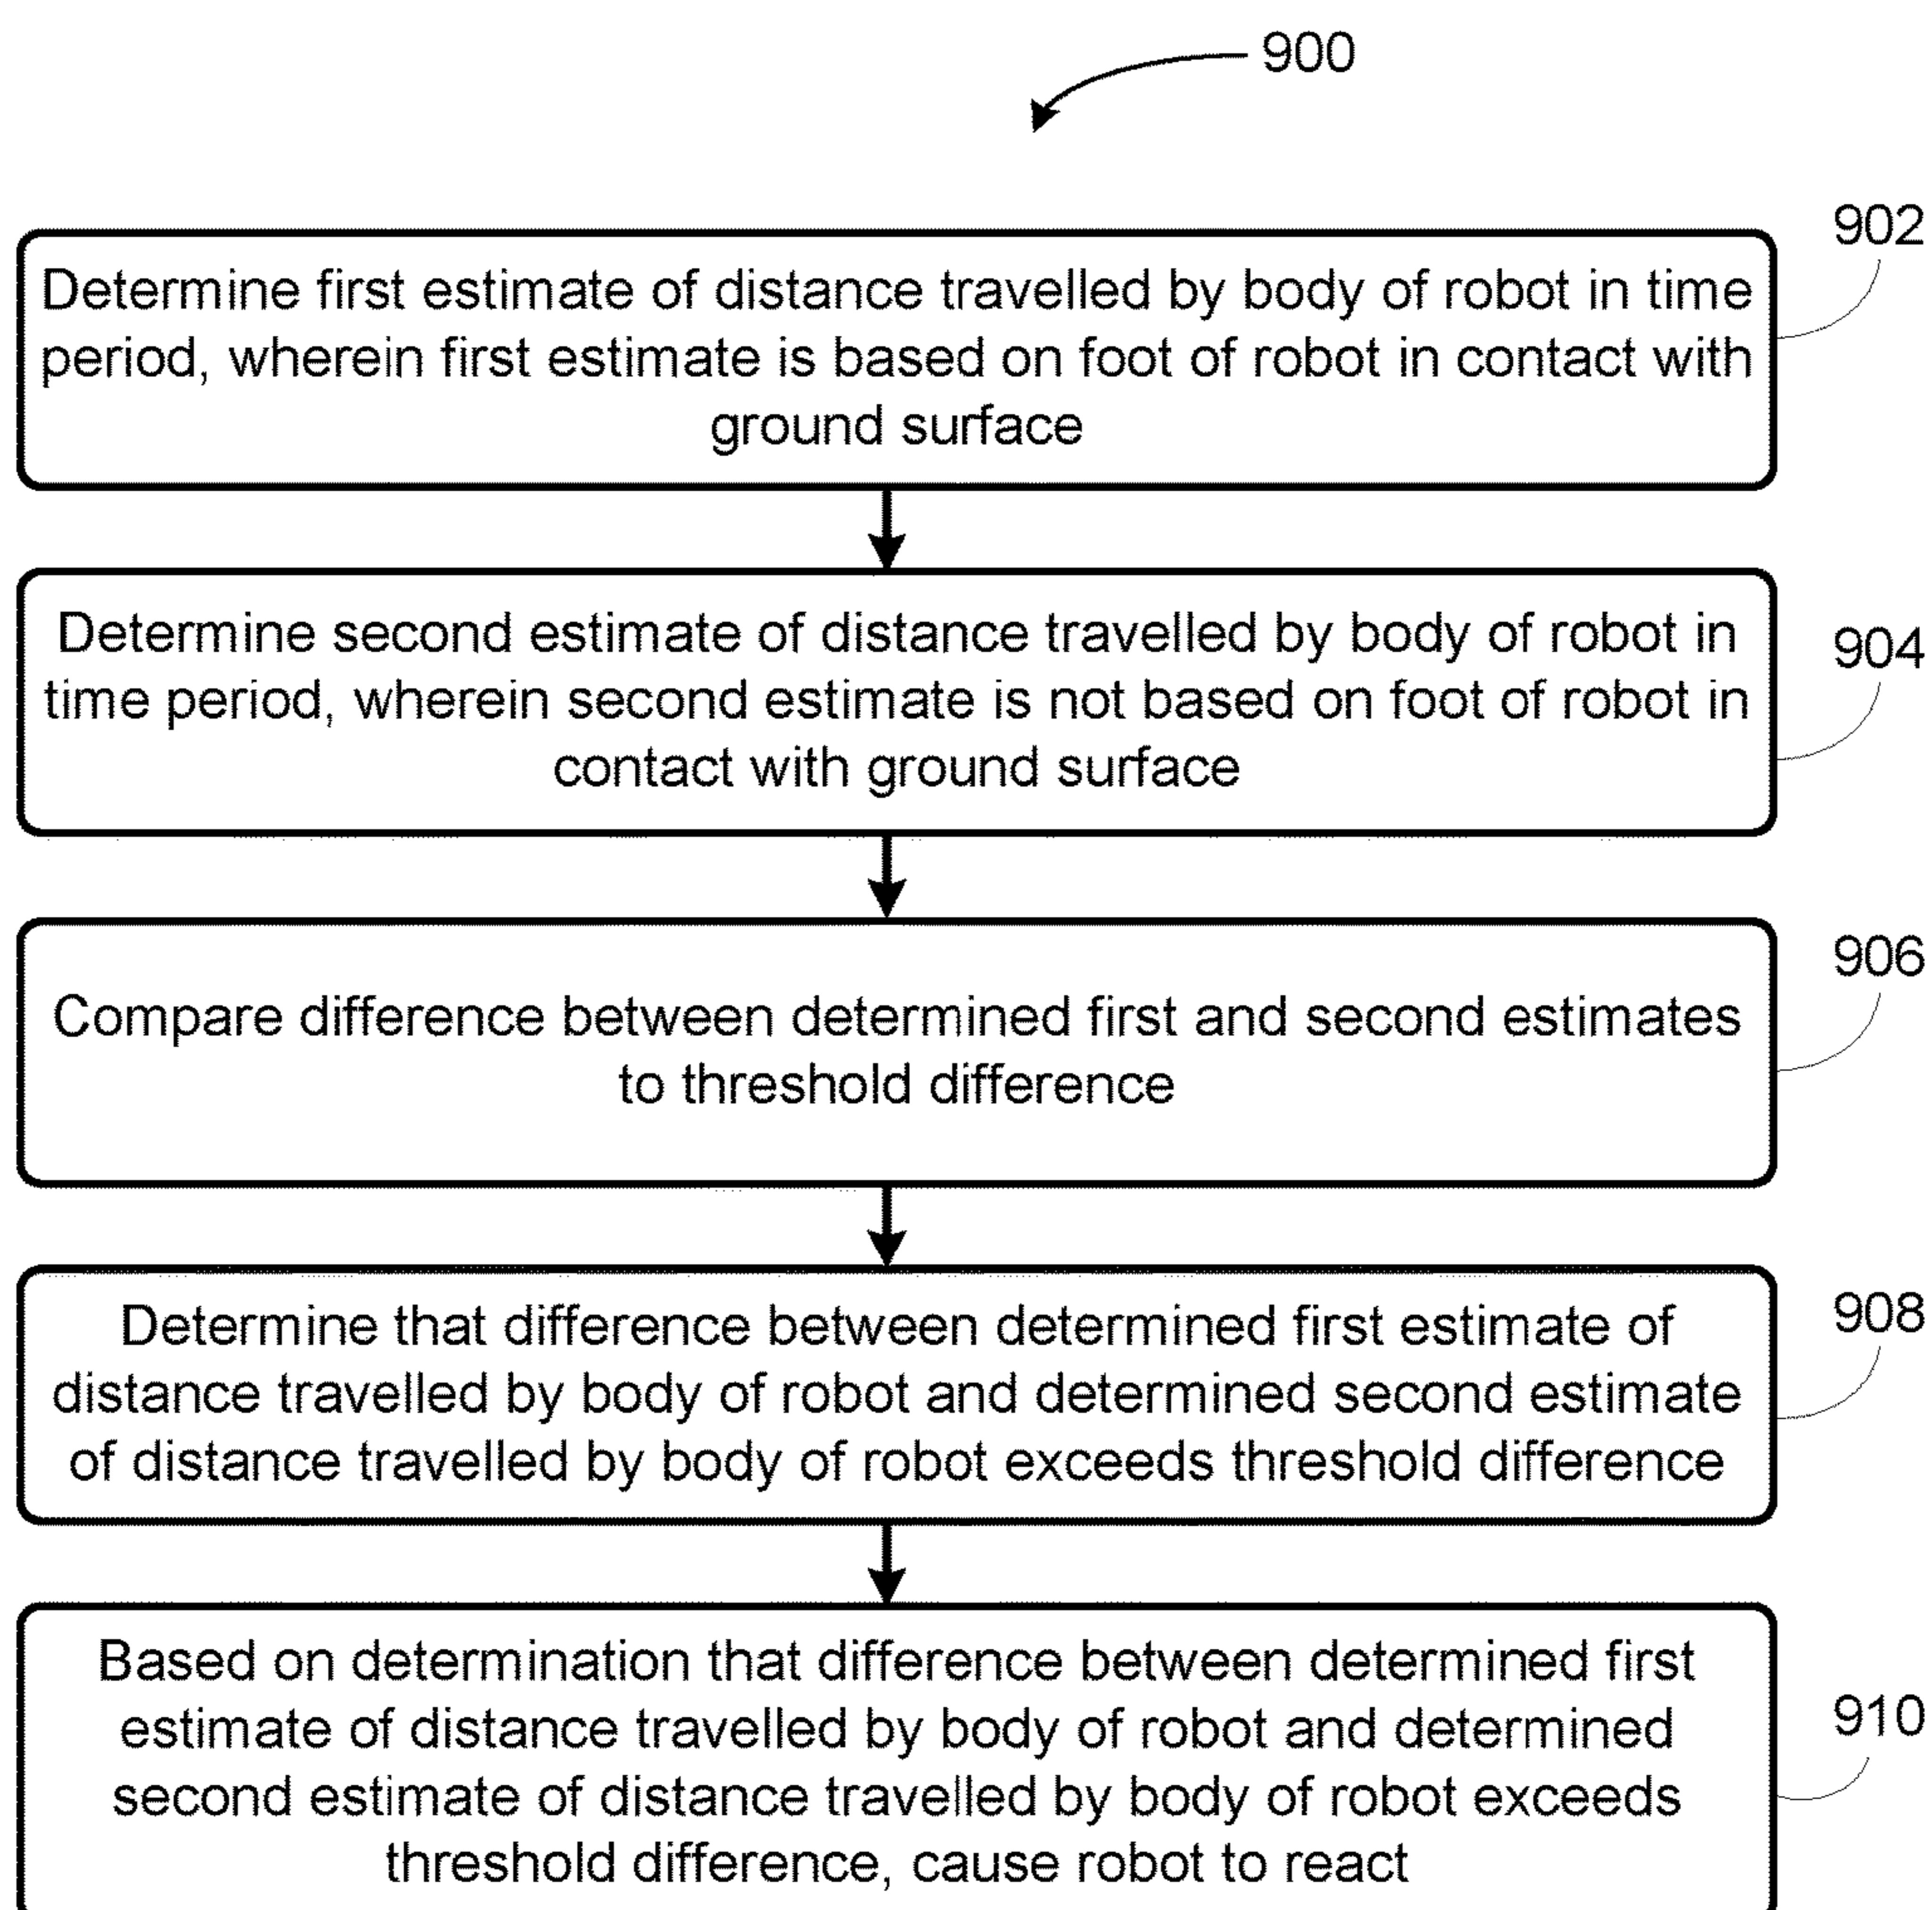 900
902
Determine first estimate of distance travelled by body of robot in time
period, wherein first estimate is based on foot of robot in contact with
ground surface
904
Determine second estimate of distance travelled by body of robot in
time period, wherein second estimate is not based on foot of robot in
contact with ground surface
906
Compare difference between determined first and second estimates
to threshold difference
908
Determine that difference between determined first estimate of
distance travelled by body of robot and determined second estimate
of distance travelled by body of robot exceeds threshold difference
910
Based on determination that difference between determined first
estimate of distance travelled by body of robot and determined
second estimate of distance travelled by body of robot exceeds
threshold difference, cause robot to react